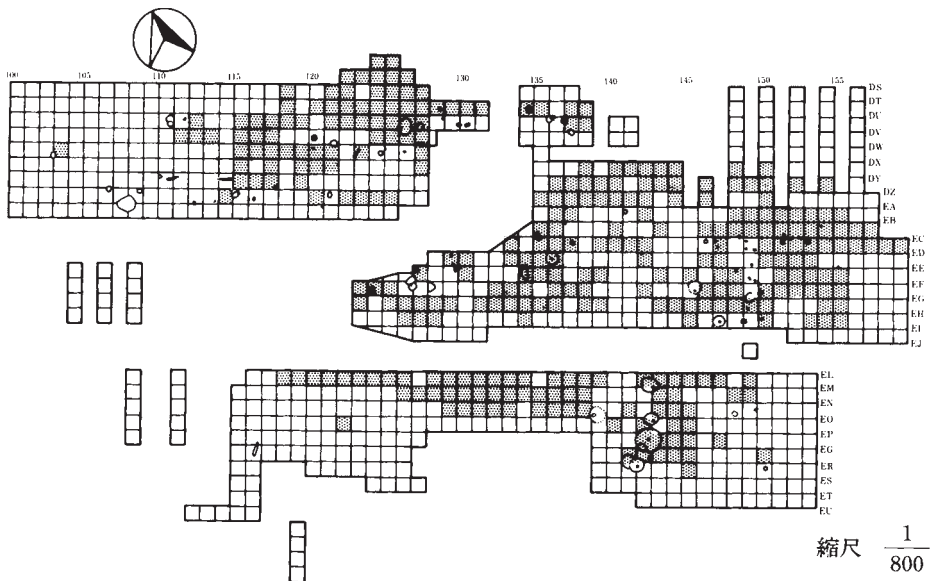 100 105 110 115 120 130 135 140 145 150 155
DS
DT
DU
DV
DW
DX
DY
DZ
EA
EB
EC
ED
EE
EF
EG
EH
EI
EJ
EL
EM
EN
EO
EP
EG
ER
ES
ET
EU
縮尺 1
800